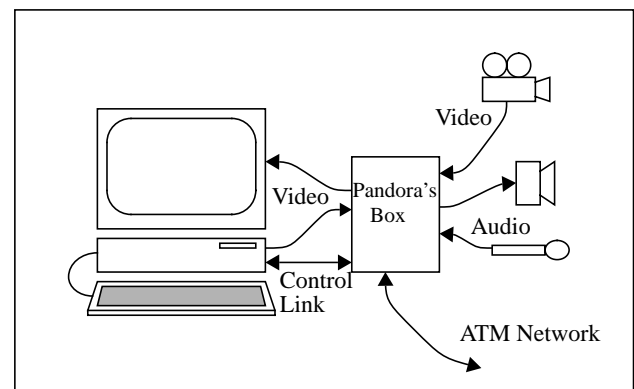 Video
Pandora's
Box
Video
Audio
Control
Link
ATM Network